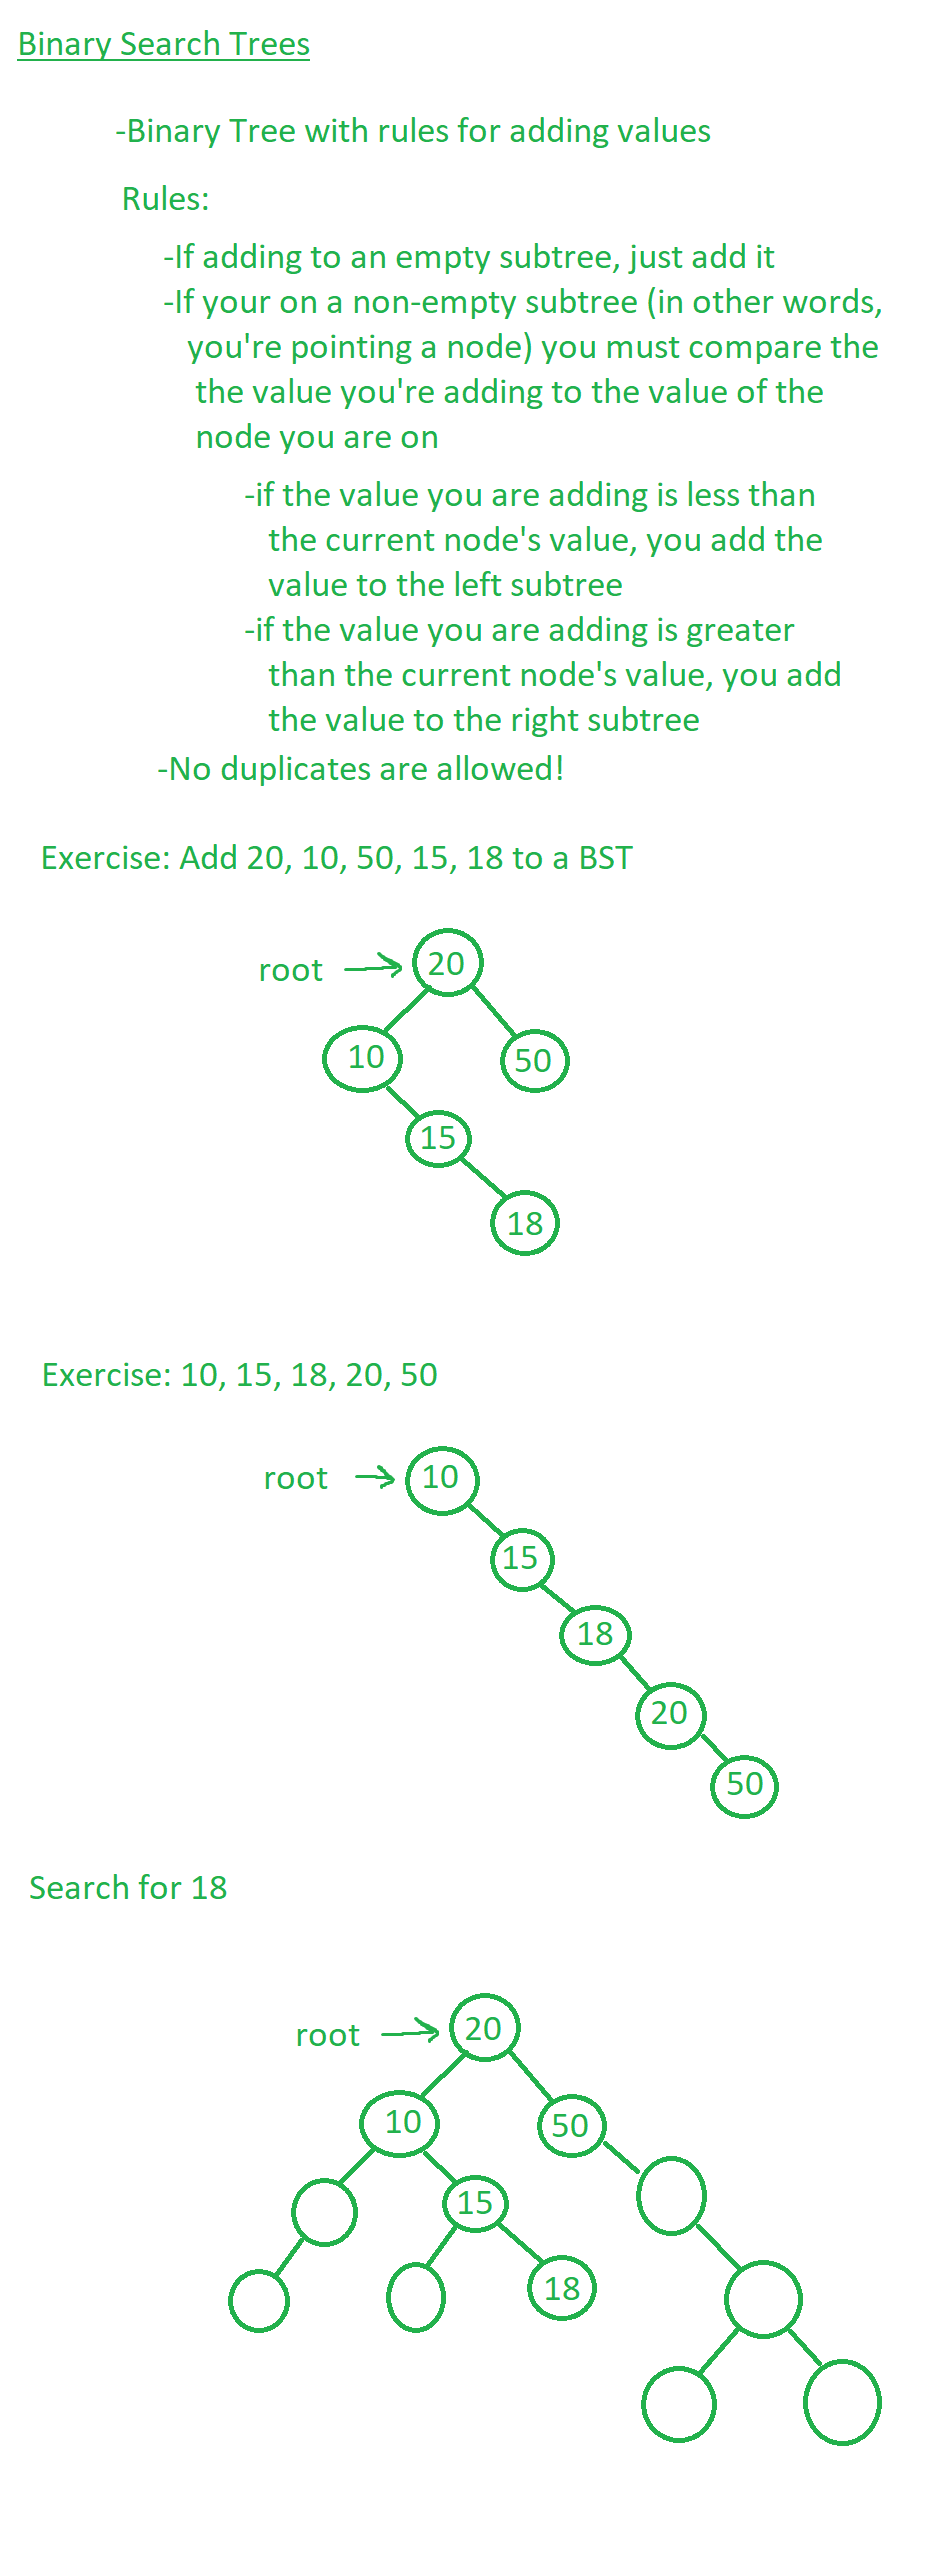 Binary Search Trees
-Binary Tree with rules for adding values
Rules:
-If adding to an empty subtree, just add it
-If your on a non-empty subtree (in other words,
you're pointing a node) you must compare the
the value you're adding to the value of the
node you are on
-if the value you are adding is less than
the current node's value, you add the
value to the left subtree
-if the value you are adding is greater
than the current node's value, you add
the value to the right subtree
-No duplicates are allowed!
Exercise: Add 20, 10, 50, 15, 18 to a BST
root 20
10 50
15
18
Exercise: 10, 15, 18, 20, 50
root 10
15
18
20
50
Search for 18
root 20
10 50
15
18